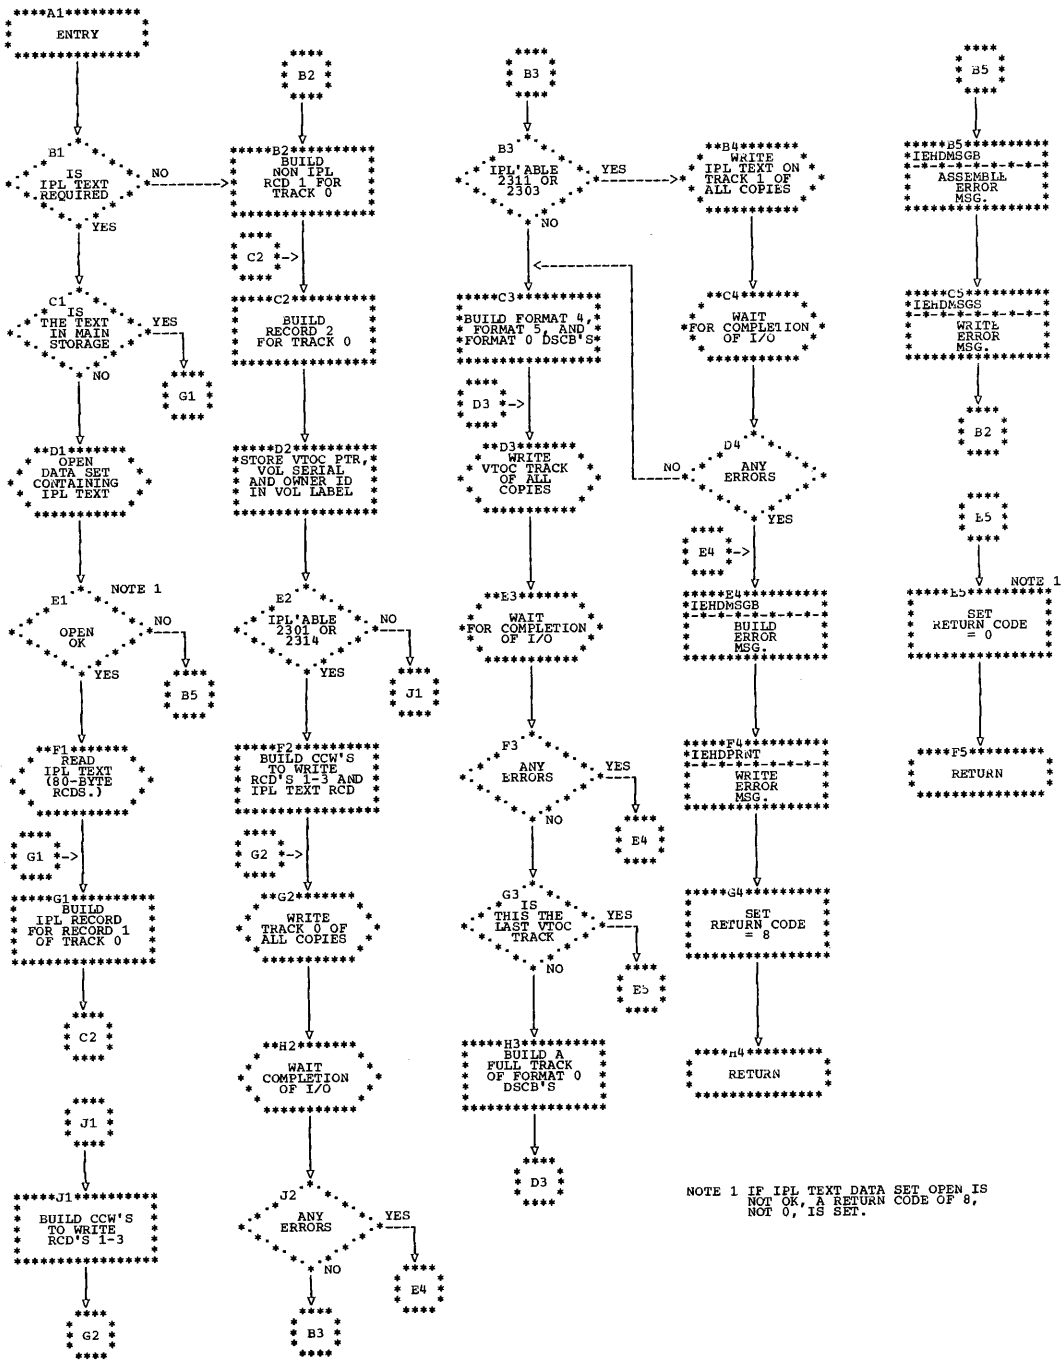 A1
ENTRY
B1
IS
IPL TEXT
REQUIRED
NO
YES
C1
IS
THE TEXT
IN MAIN
STORAGE
YES
NO
G1
D1
OPEN
DATA SET
CONTAINING
IPL TEXT
E1
NOTE 1
OPEN
OK
NO
YES
B5
F1
READ
IPL TEXT
(80-BYTE
RCDS.)
G1
G1
BUILD
IPL RECORD
FOR RECORD 1
OF TRACK 0
C2
J1
J1
BUILD CCW'S
TO WRITE
RCD'S 1-3
G2
B2
B2
BUILD
NON IPL
RCD 1 FOR
TRACK 0
C2
C2
BUILD
RECORD 2
FOR TRACK 0
D2
STORE VTOC PTR,
VOL SERIAL
AND OWNER ID
IN VOL LABEL
E2
IPL'ABLE
2301 OR
2314
NO
YES
J1
F2
BUILD CCW'S
TO WRITE
RCD'S 1-3 AND
IPL TEXT RCD
G2
G2
WRITE
TRACK 0 OF
ALL COPIES
H2
WAIT
COMPLETION
OF I/O
J2
ANY
ERRORS
YES
NO
E4
B3
B3
B3
IPL'ABLE
2311 OR
2303
YES
NO
C3
BUILD FORMAT 4,
FORMAT 5, AND
FORMAT 0 DSCB'S
D3
D3
WRITE
VTOC TRACK
OF ALL
COPIES
E3
WAIT
FOR COMPLETION
OF I/O
F3
ANY
ERRORS
YES
NO
E4
G3
IS
THIS THE
LAST VTOC
TRACK
YES
NO
E5
H3
BUILD A
FULL TRACK
OF FORMAT 0
DSCB'S
D3
B4
WRITE
IPL TEXT ON
TRACK 1 OF
ALL COPIES
C4
WAIT
FOR COMPLETION
OF I/O
D4
NO
ANY
ERRORS
YES
E4
E4
IEHDMSGB
BUILD
ERROR
MSG.
F4
IEHDPRNT
WRITE
ERROR
MSG.
G4
SET
RETURN CODE
= 8
H4
RETURN
B5
B5
IEHDMSGB
ASSEMBLE
ERROR
MSG.
C5
IEHDMSGS
WRITE
ERROR
MSG.
B2
E5
NOTE 1
E5
SET
RETURN CODE
= 0
F5
RETURN
NOTE 1 IF IPL TEXT DATA SET OPEN IS
NOT OK, A RETURN CODE OF 8,
NOT 0, IS SET.